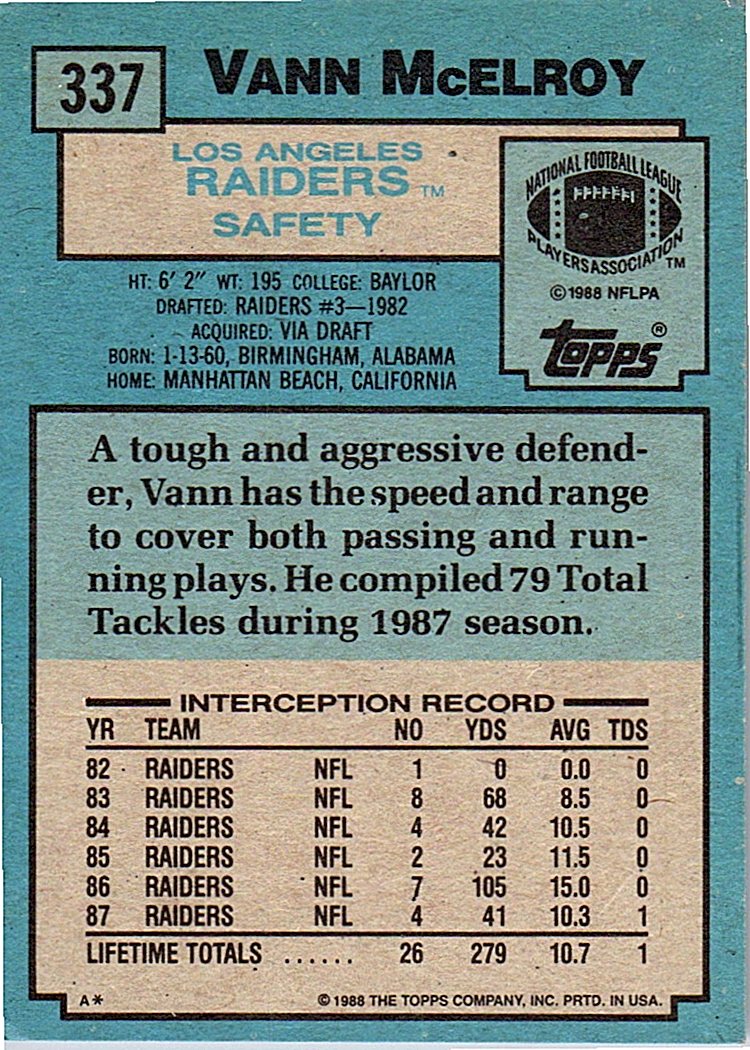 337
VANN McELROY
LOS ANGELES
RAIDERS™
SAFETY
NATIONAL FOOTBALL LEAGUE
PLAYERS ASSOCIATION™
©1988 NFLPA
topps®
HT: 6' 2" WT: 195 COLLEGE: BAYLOR
DRAFTED: RAIDERS #3—1982
ACQUIRED: VIA DRAFT
BORN: 1-13-60, BIRMINGHAM, ALABAMA
HOME: MANHATTAN BEACH, CALIFORNIA
A tough and aggressive defend-
er, Vann has the speed and range
to cover both passing and run-
ning plays. He compiled 79 Total
Tackles during 1987 season.
INTERCEPTION RECORD
YR TEAM NO YDS AVG TDS
82 RAIDERS NFL 1 0 0.0 0
83 RAIDERS NFL 8 68 8.5 0
84 RAIDERS NFL 4 42 10.5 0
85 RAIDERS NFL 2 23 11.5 0
86 RAIDERS NFL 7 105 15.0 0
87 RAIDERS NFL 4 41 10.3 1
LIFETIME TOTALS ...... 26 279 10.7 1
A* ©1988 THE TOPPS COMPANY, INC. PRTD. IN USA.